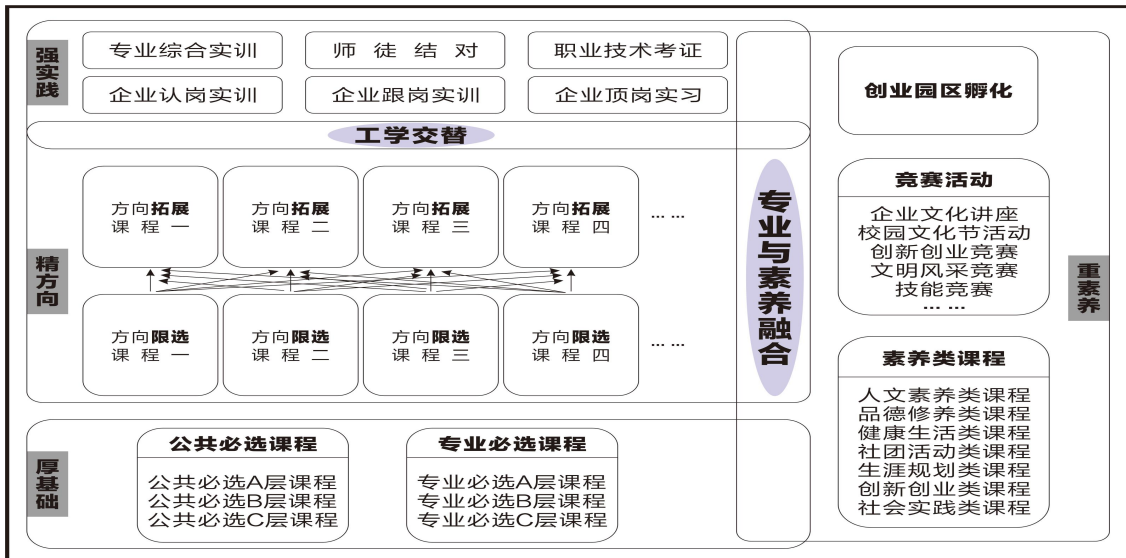 强实践
专业综合实训
师徒结对
职业技术考证
企业认岗实训
企业跟岗实训
企业顶岗实习
工学交替
精方向
方向拓展
课程一
方向拓展
课程二
方向拓展
课程三
方向拓展
课程四
... ...
方向限选
课程一
方向限选
课程二
方向限选
课程三
方向限选
课程四
... ...
厚基础
公共必选课程
公共必选A层课程
公共必选B层课程
公共必选C层课程
专业必选课程
专业必选A层课程
专业必选B层课程
专业必选C层课程
专业与素养融合
创业园区孵化
竞赛活动
企业文化讲座
校园文化节活动
创新创业竞赛
文明风采竞赛
技能竞赛
... ...
素养类课程
人文素养类课程
品德修养类课程
健康生活类课程
社团活动类课程
生涯规划类课程
创新创业类课程
社会实践类课程
重素养